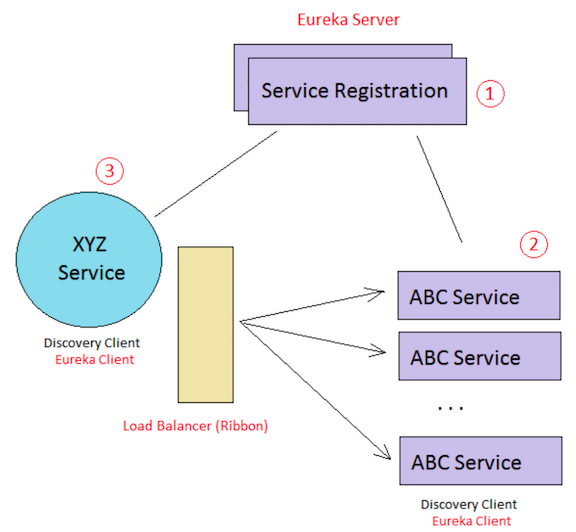 Eureka Server
Service Registration
1
3
XYZ
Service
Discovery Client
Eureka Client
Load Balancer (Ribbon)
2
ABC Service
ABC Service
...
ABC Service
Discovery Client
Eureka Client